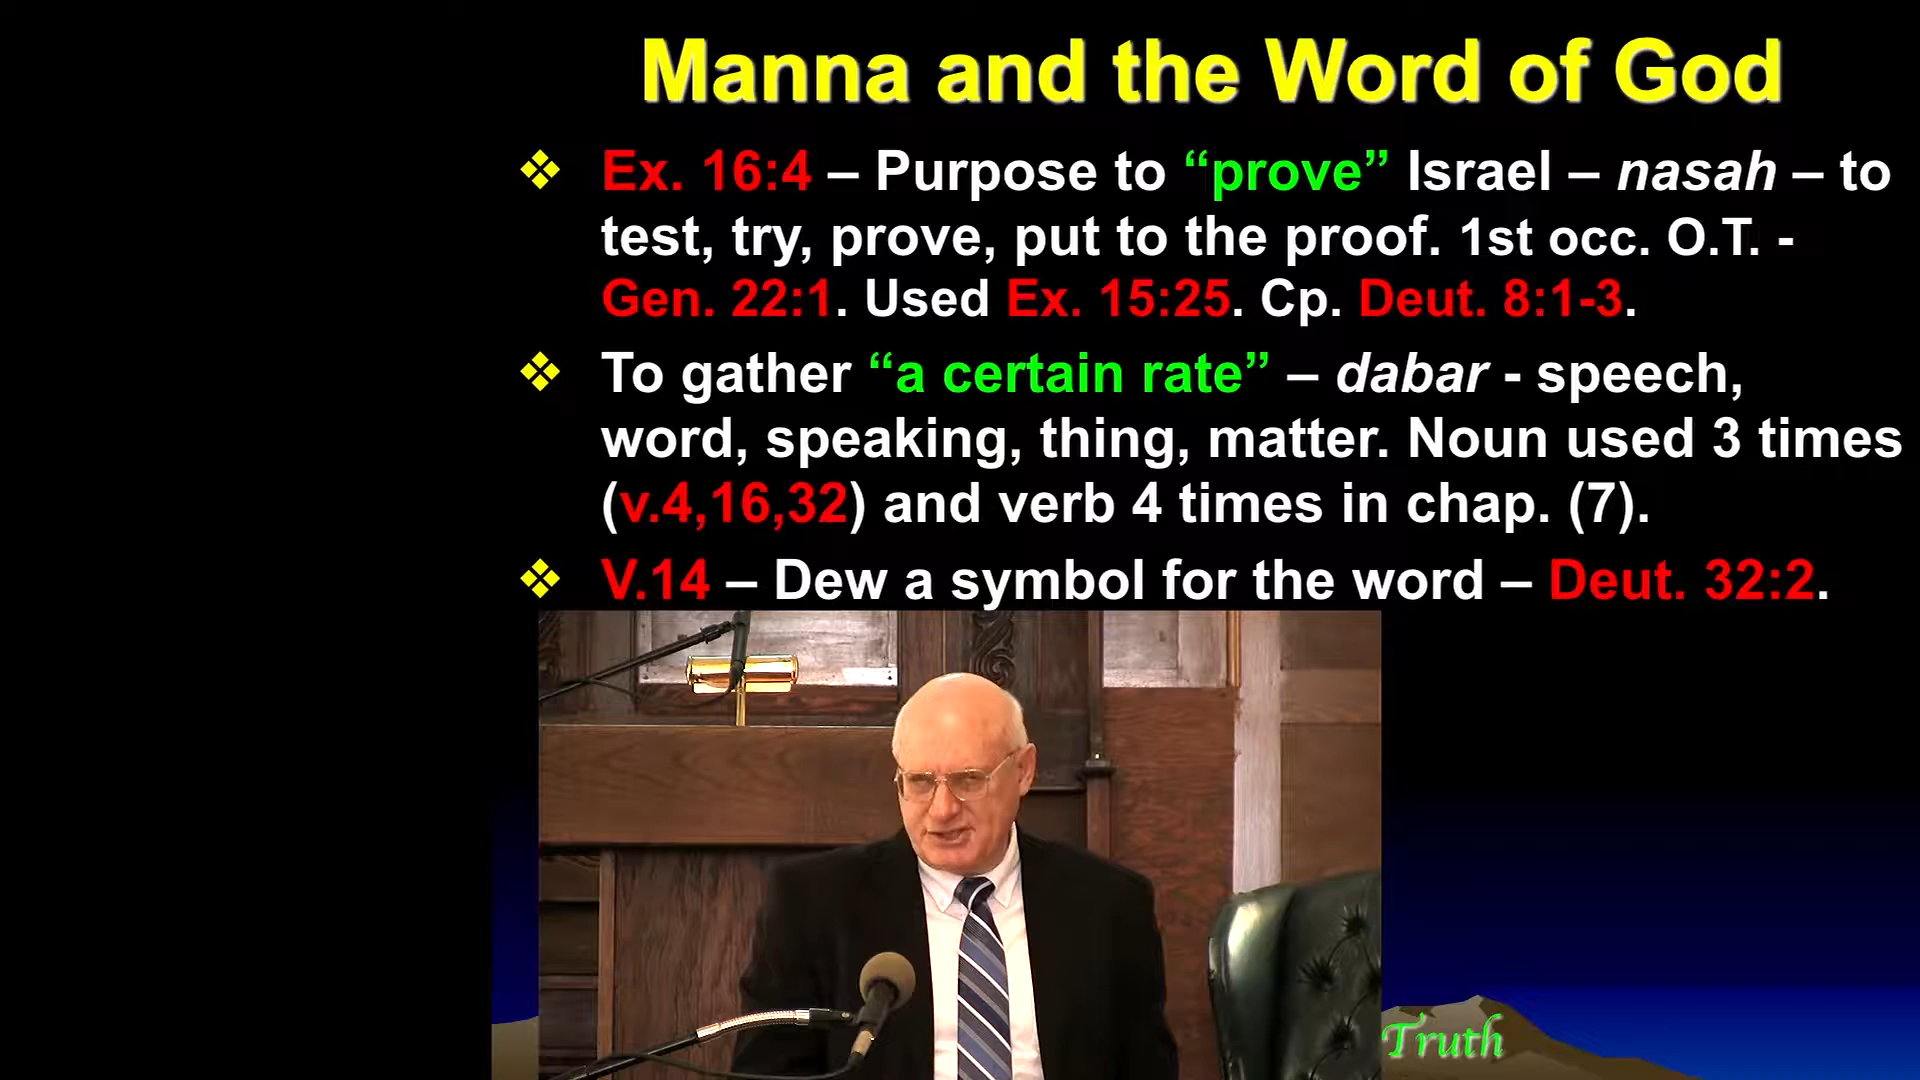 Manna and the Word of God
❖ Ex. 16:4 – Purpose to “prove” Israel – nasah – to
test, try, prove, put to the proof. 1st occ. O.T. -
Gen. 22:1. Used Ex. 15:25. Cp. Deut. 8:1-3.
❖ To gather “a certain rate” – dabar - speech,
word, speaking, thing, matter. Noun used 3 times
(v.4,16,32) and verb 4 times in chap. (7).
❖ V.14 – Dew a symbol for the word – Deut. 32:2.
Truth